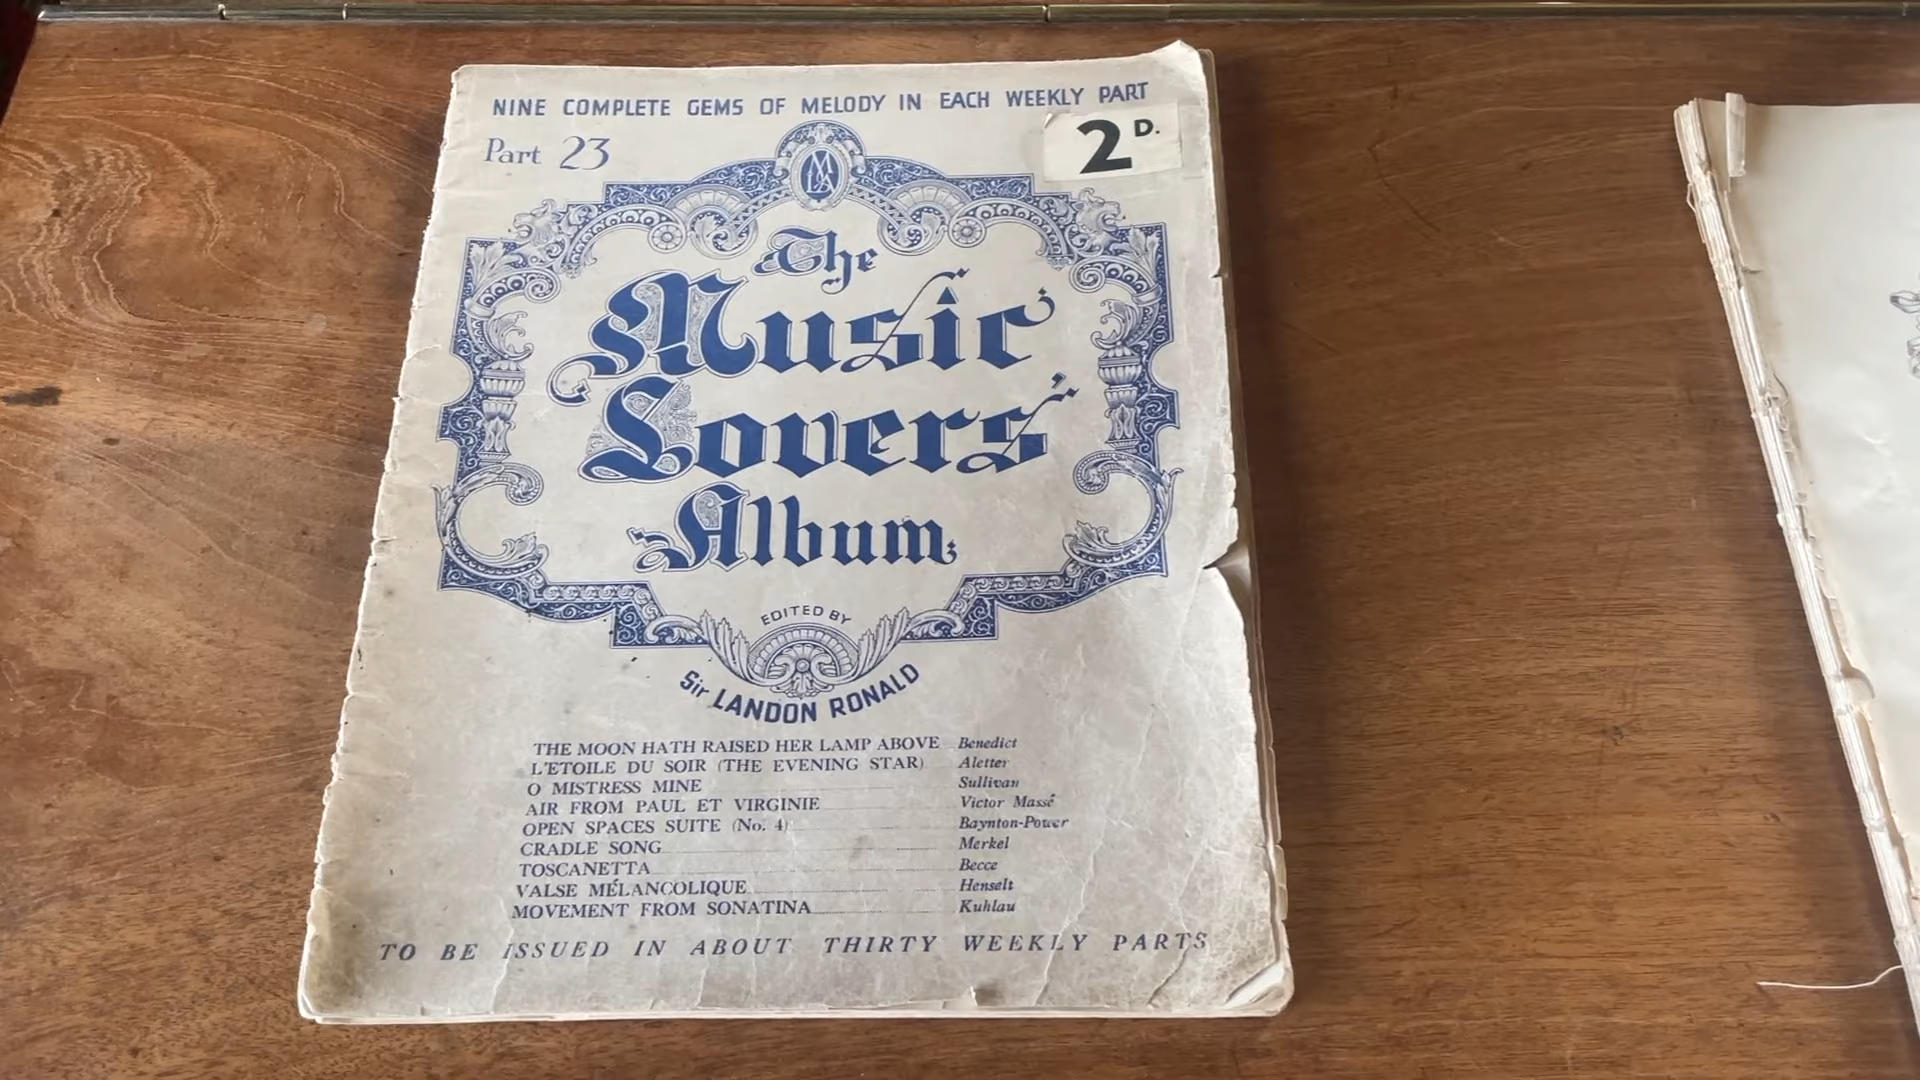 NINE COMPLETE GEMS OF MELODY IN EACH WEEKLY PART
Part 23
2D.
MLA
The
Music
Lovers'
Album
EDITED BY
Sir LANDON RONALD
THE MOON HATH RAISED HER LAMP ABOVE Benedict
L'ETOILE DU SOIR (THE EVENING STAR) Aletter
O MISTRESS MINE Sullivan
AIR FROM PAUL ET VIRGINIE Victor Massé
OPEN SPACES SUITE (No. 4) Baynton-Power
CRADLE SONG Merkel
TOSCANETTA Becce
VALSE MÉLANCOLIQUE Henselt
MOVEMENT FROM SONATINA Kuhlau
TO BE ISSUED IN ABOUT THIRTY WEEKLY PARTS